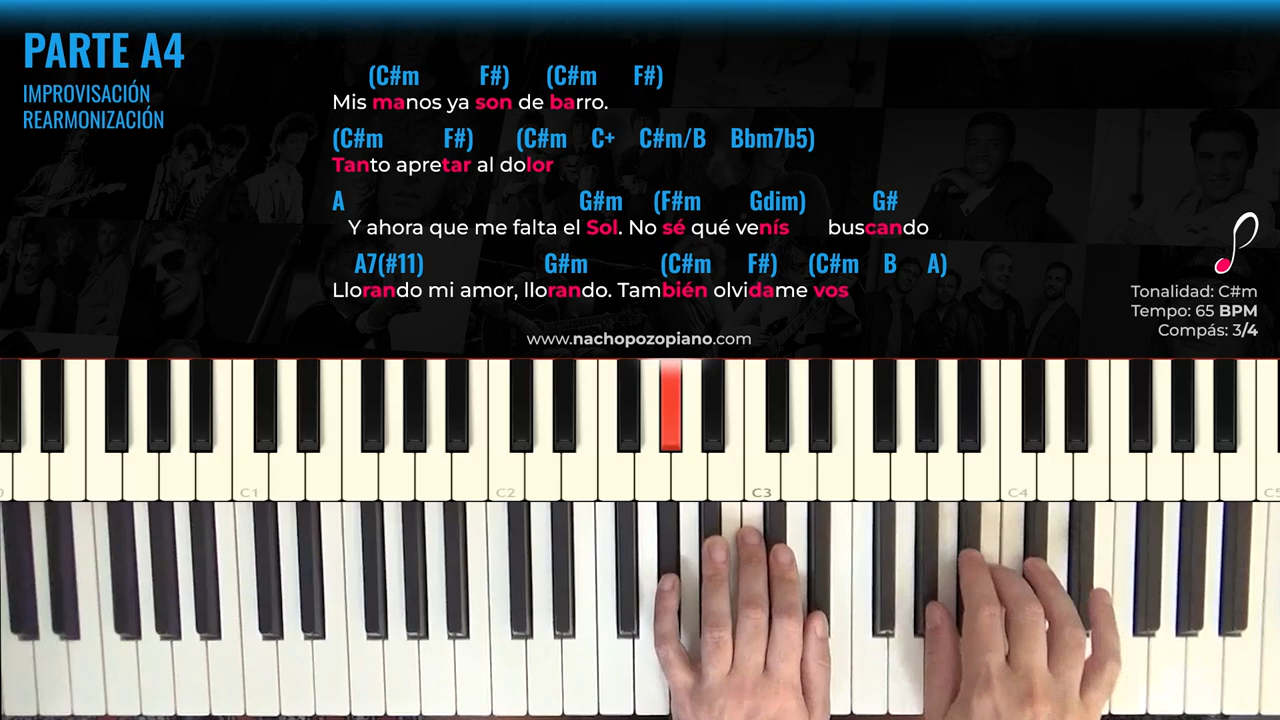 PARTE A4
IMPROVISACIÓN
REARMONIZACIÓN
(C#m F#) (C#m F#)
Mis manos ya son de barro.
(C#m F#) (C#m C+ C#m/B Bbm7b5)
Tanto apretar al dolor
A G#m (F#m Gdim) G#
Y ahora que me falta el Sol. No sé qué venís buscando
A7(#11) G#m (C#m F#) (C#m B A)
Llorando mi amor, llorando. También olvidame vos
Tonalidad: C#m
Tempo: 65 BPM
Compás: 3/4
www.nachopozopiano.com
C1 C2 C3 C4 C5